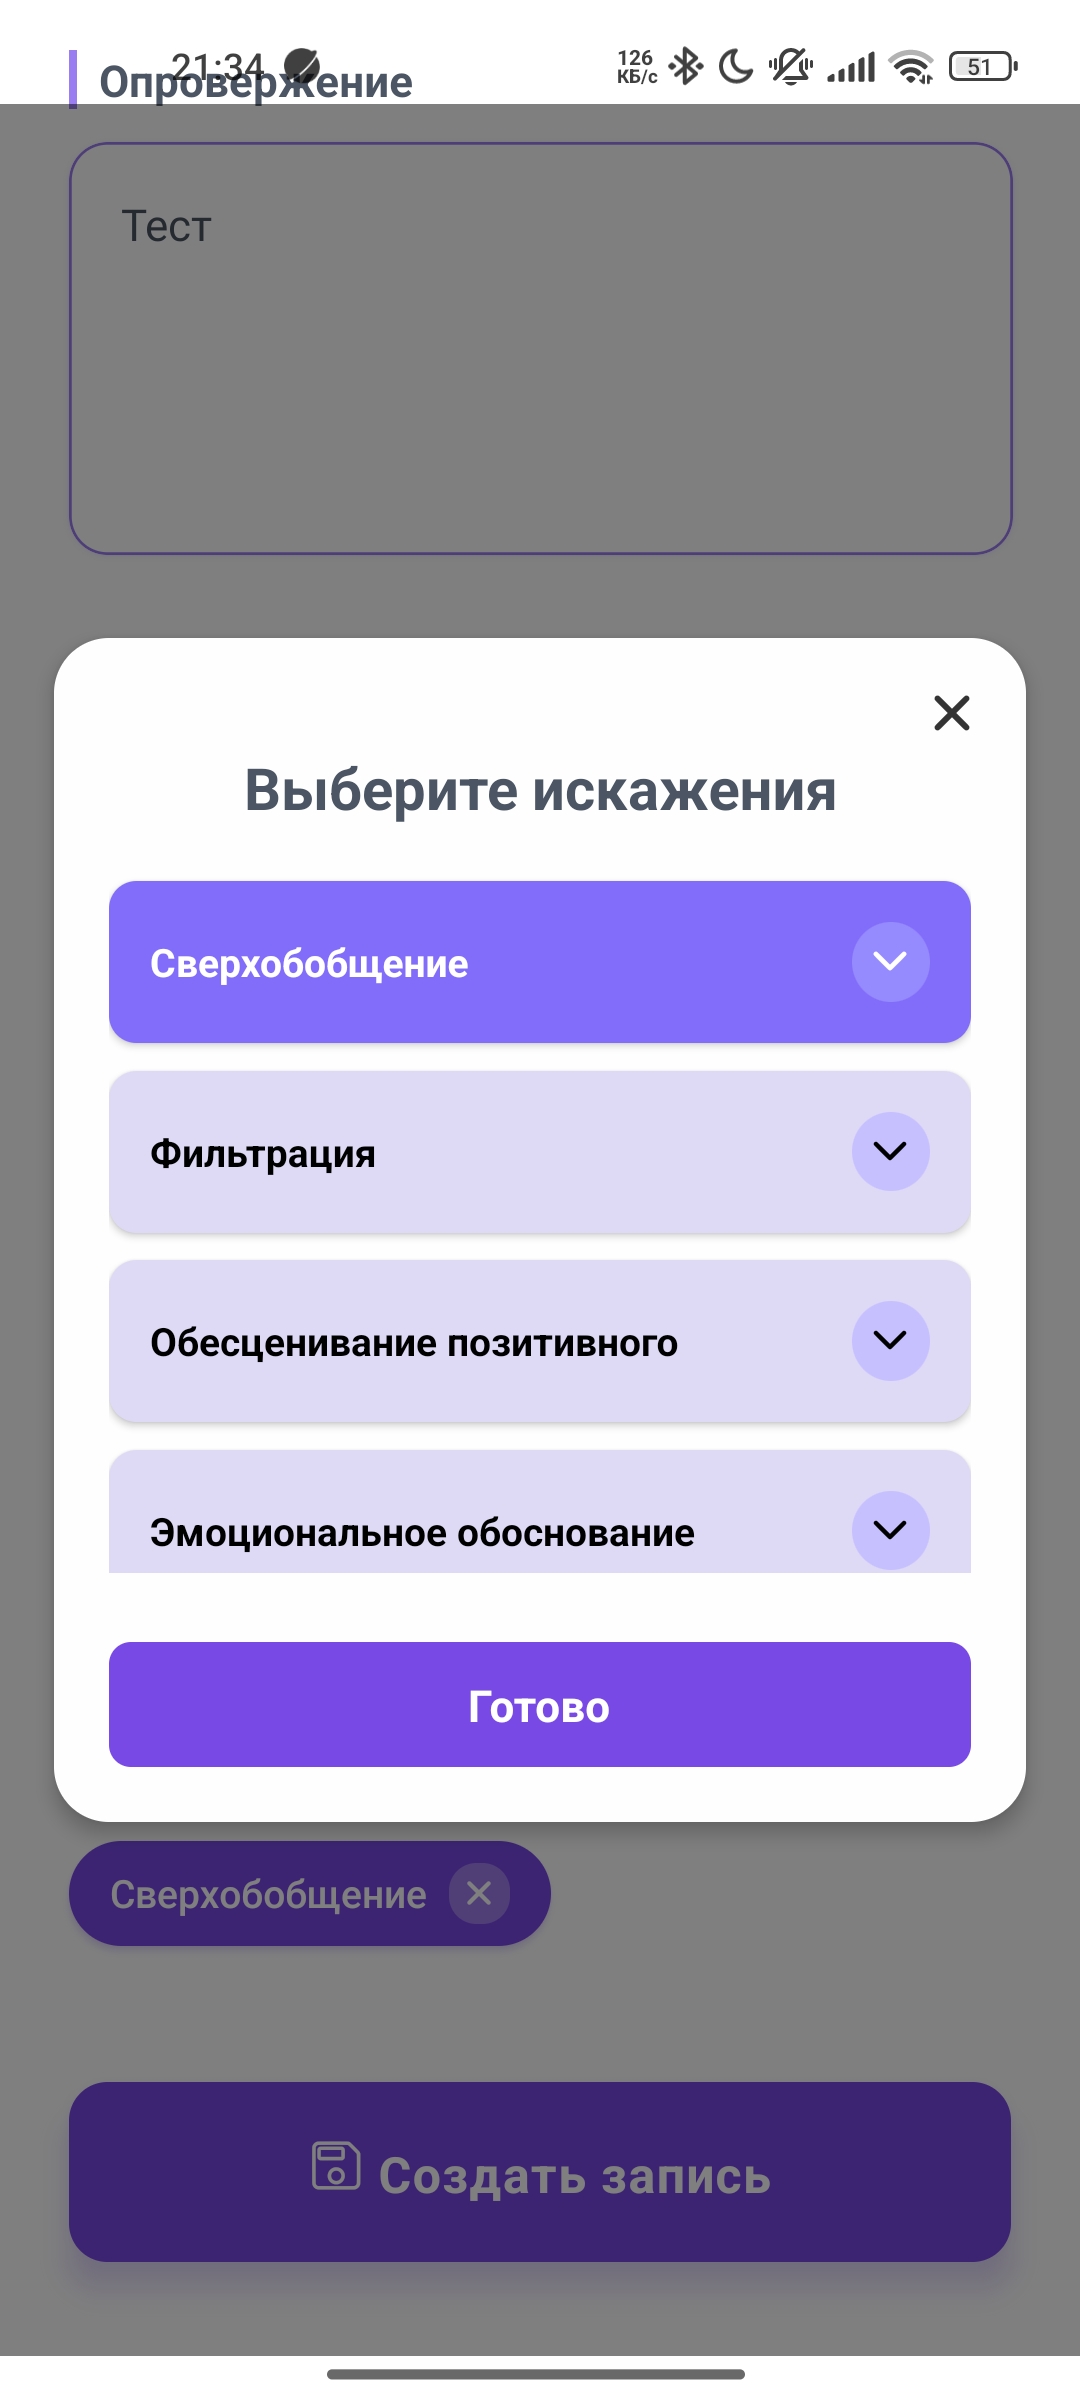 21:34
126
КБ/с
51
Опровержение
Тест
Выберите искажения
Сверхобобщение
Фильтрация
Обесценивание позитивного
Эмоциональное обоснование
Готово
Сверхобобщение
Создать запись